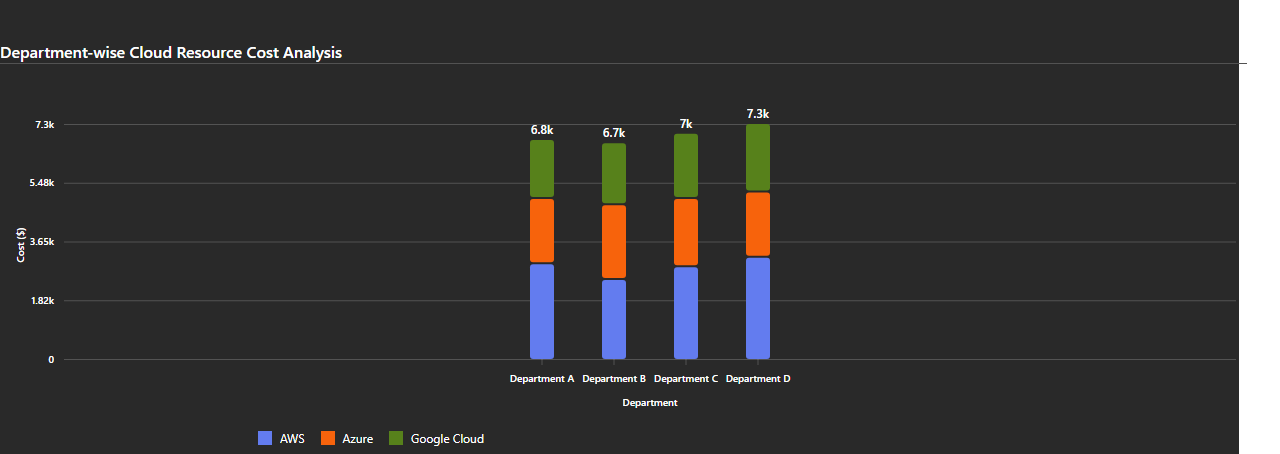 Department-wise Cloud Resource Cost Analysis
7.3k
6.8k 6.7k 7k 7.3k
5.48k
3.65k
1.82k
0
Cost ($)
Department A Department B Department C Department D
Department
AWS Azure Google Cloud